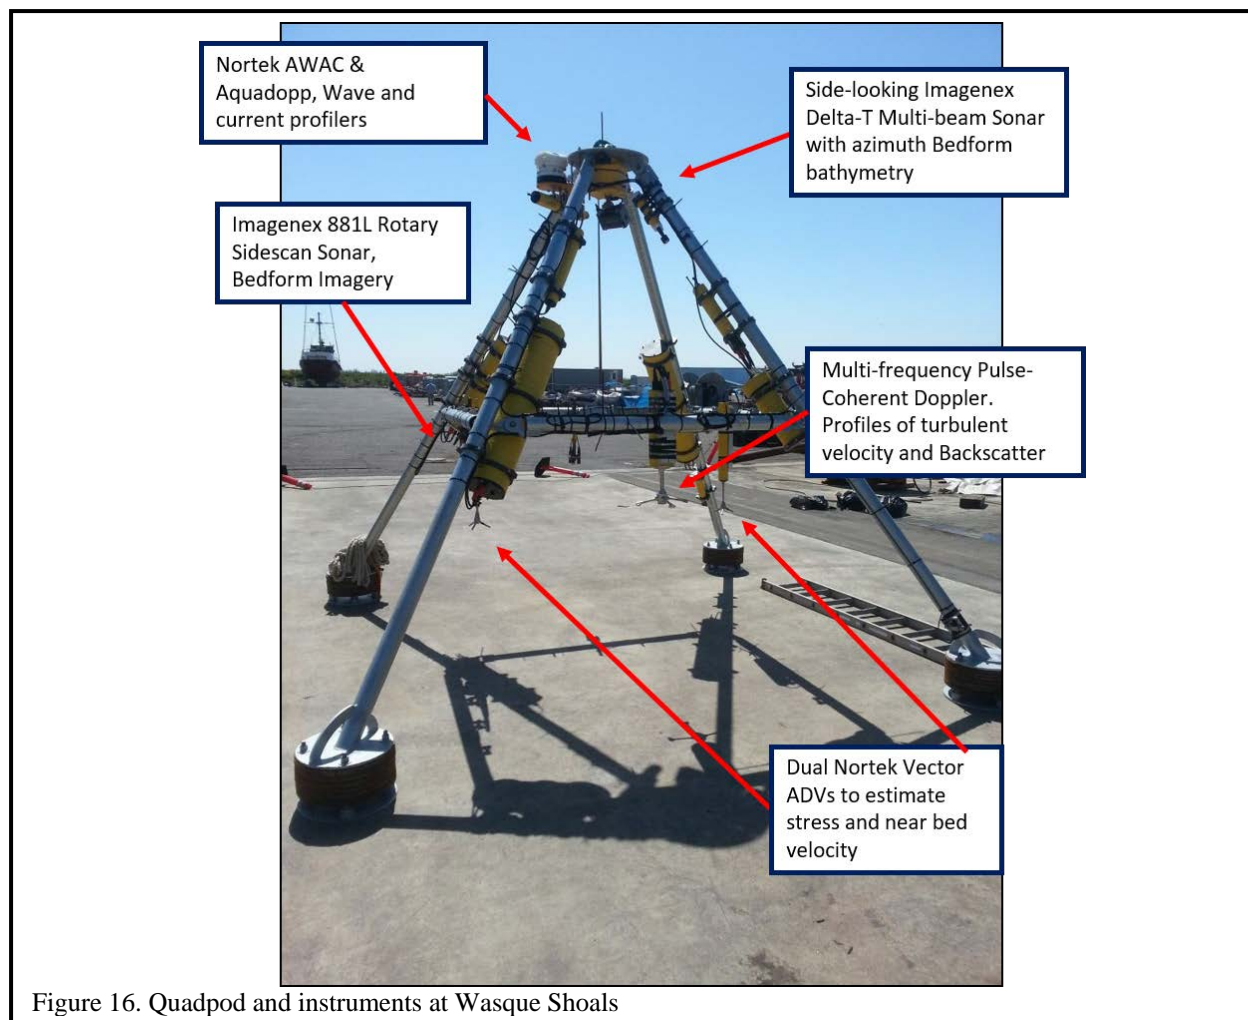 Nortek AWAC &
Aquadopp, Wave and
current profilers
Side-looking Imagenex
Delta-T Multi-beam Sonar
with azimuth Bedform
bathymetry
Imagenex 881L Rotary
Sidescan Sonar,
Bedform Imagery
Multi-frequency Pulse-
Coherent Doppler.
Profiles of turbulent
velocity and Backscatter
Dual Nortek Vector
ADVs to estimate
stress and near bed
velocity
Figure 16. Quadpod and instruments at Wasque Shoals